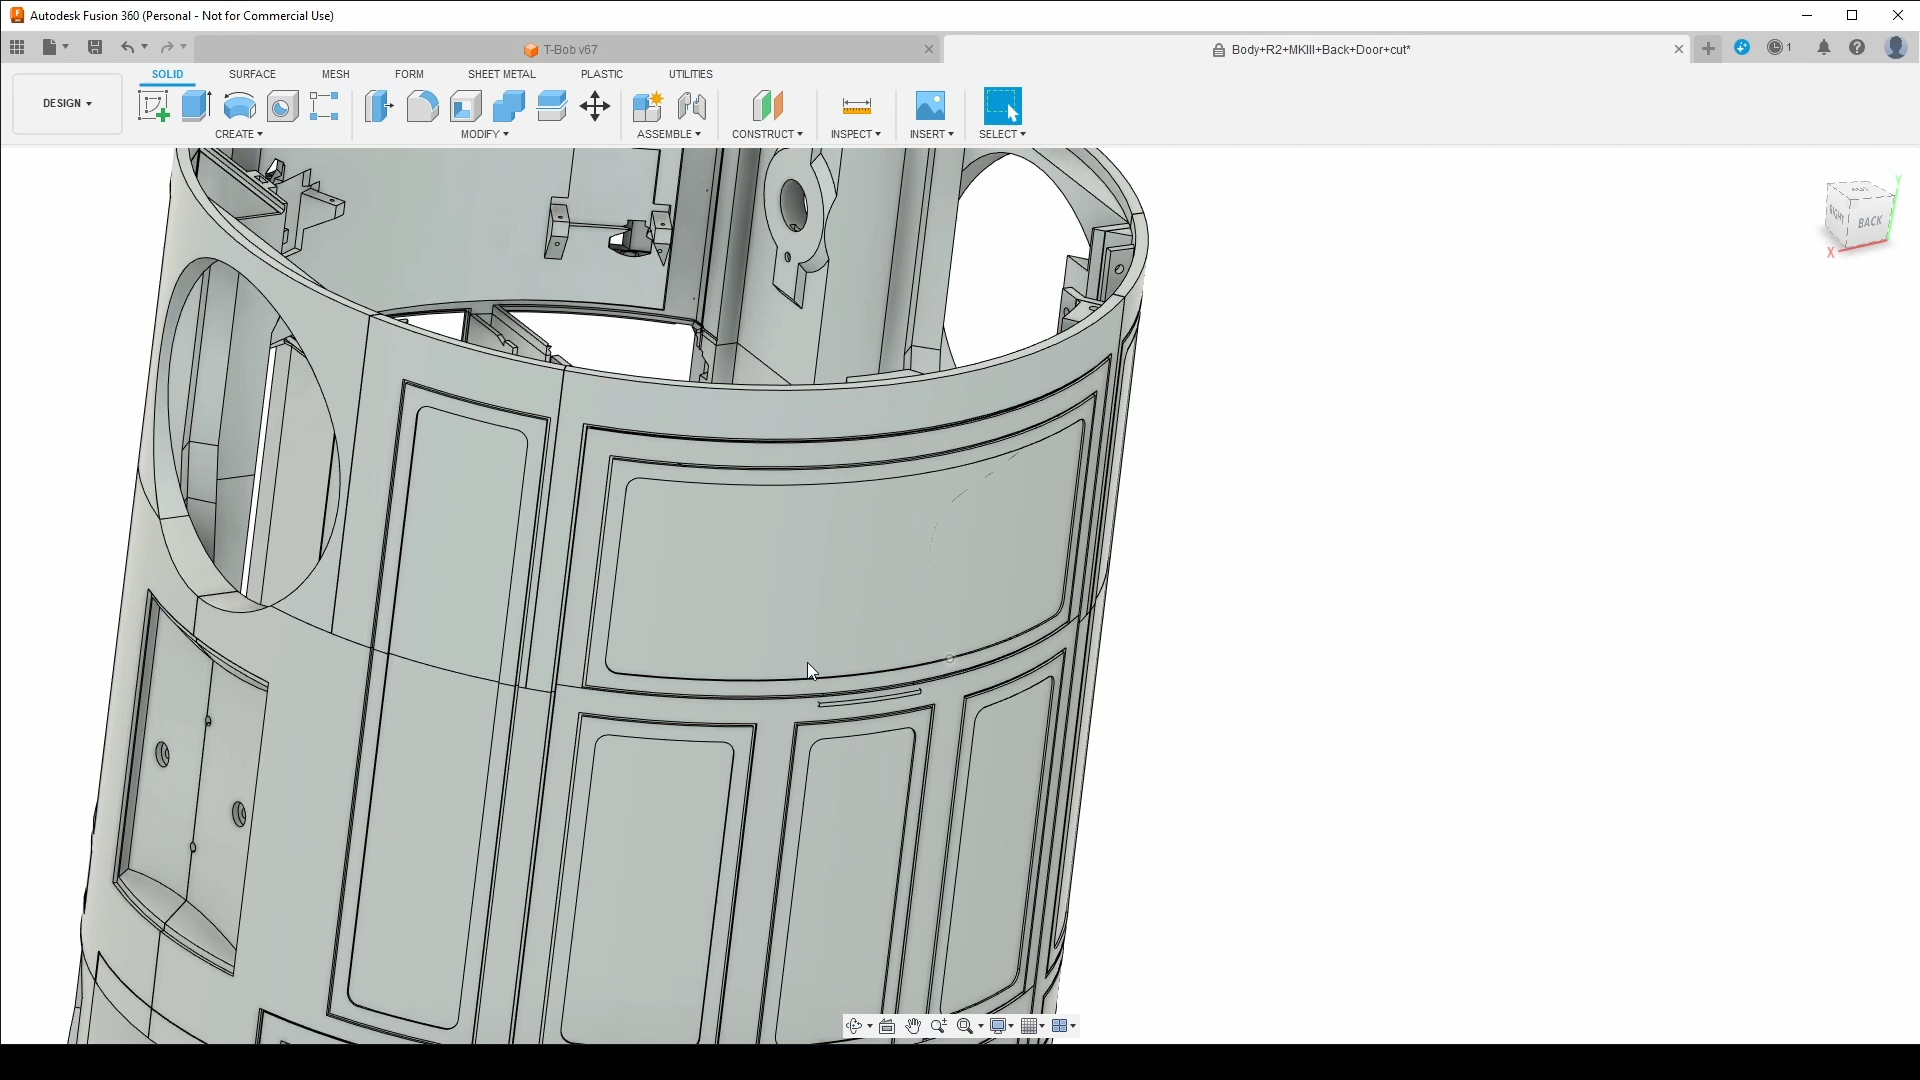 Autodesk Fusion 360 (Personal - Not for Commercial Use)
T-Bob v67
Body+R2+MKIII+Back+Door+cut*
1
DESIGN
SOLID SURFACE MESH FORM SHEET METAL PLASTIC UTILITIES
CREATE MODIFY ASSEMBLE CONSTRUCT INSPECT INSERT SELECT
Y
RIGHT
BACK
X